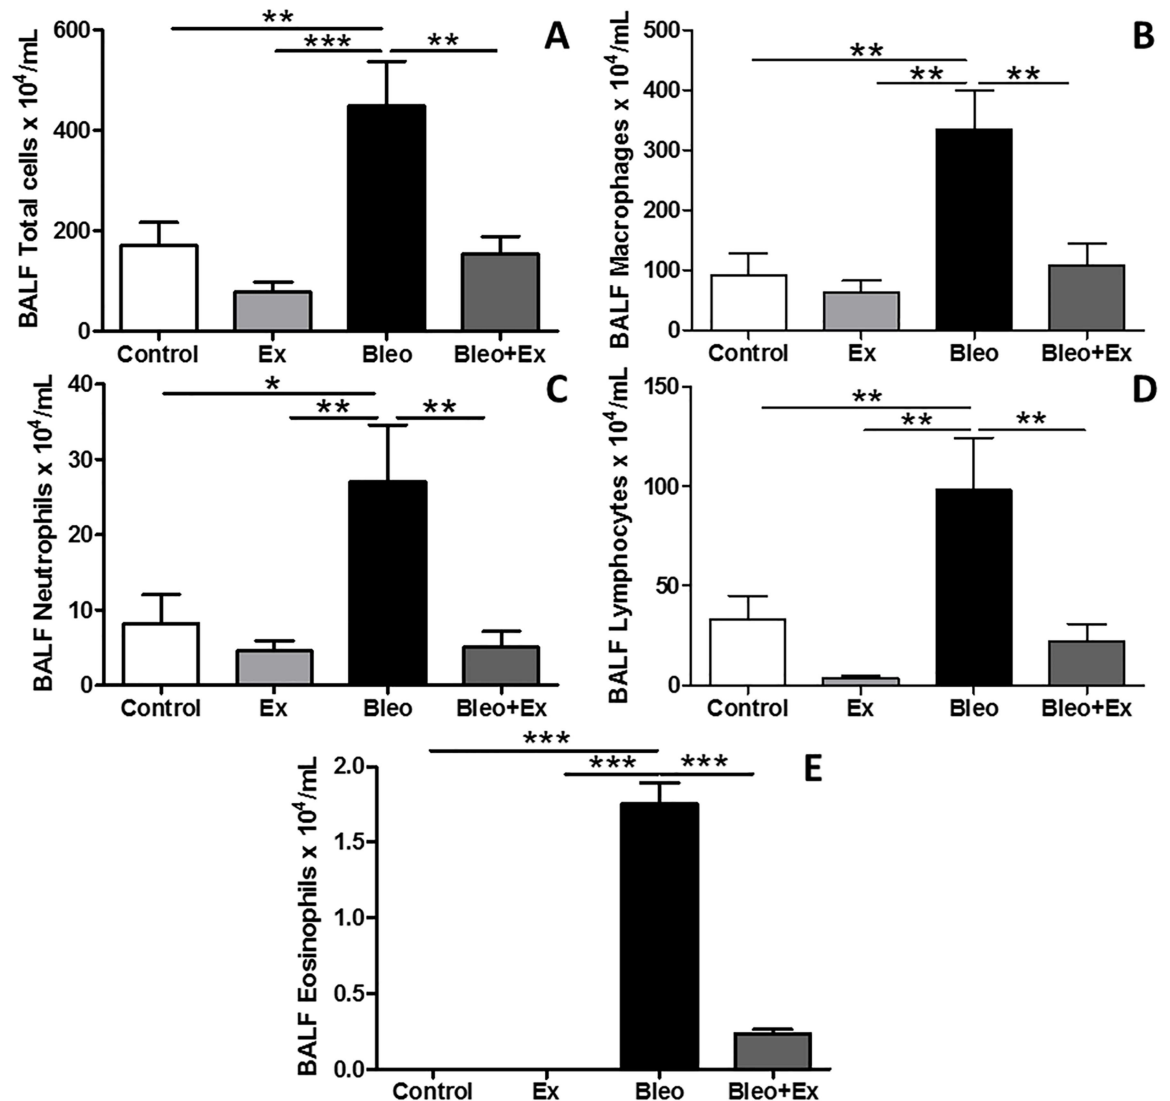 A
BALF Total cells x 10⁴/mL
600
400
200
0
**
***
**
Control Ex Bleo Bleo+Ex
B
BALF Macrophages x 10⁴/mL
500
400
300
200
100
0
**
**
**
Control Ex Bleo Bleo+Ex
C
BALF Neutrophils x 10⁴/mL
40
30
20
10
0
*
**
**
Control Ex Bleo Bleo+Ex
D
BALF Lymphocytes x 10⁴/mL
150
100
50
0
**
**
**
Control Ex Bleo Bleo+Ex
E
BALF Eosinophils x 10⁴/mL
2.0
1.5
1.0
0.5
0.0
***
***
***
Control Ex Bleo Bleo+Ex